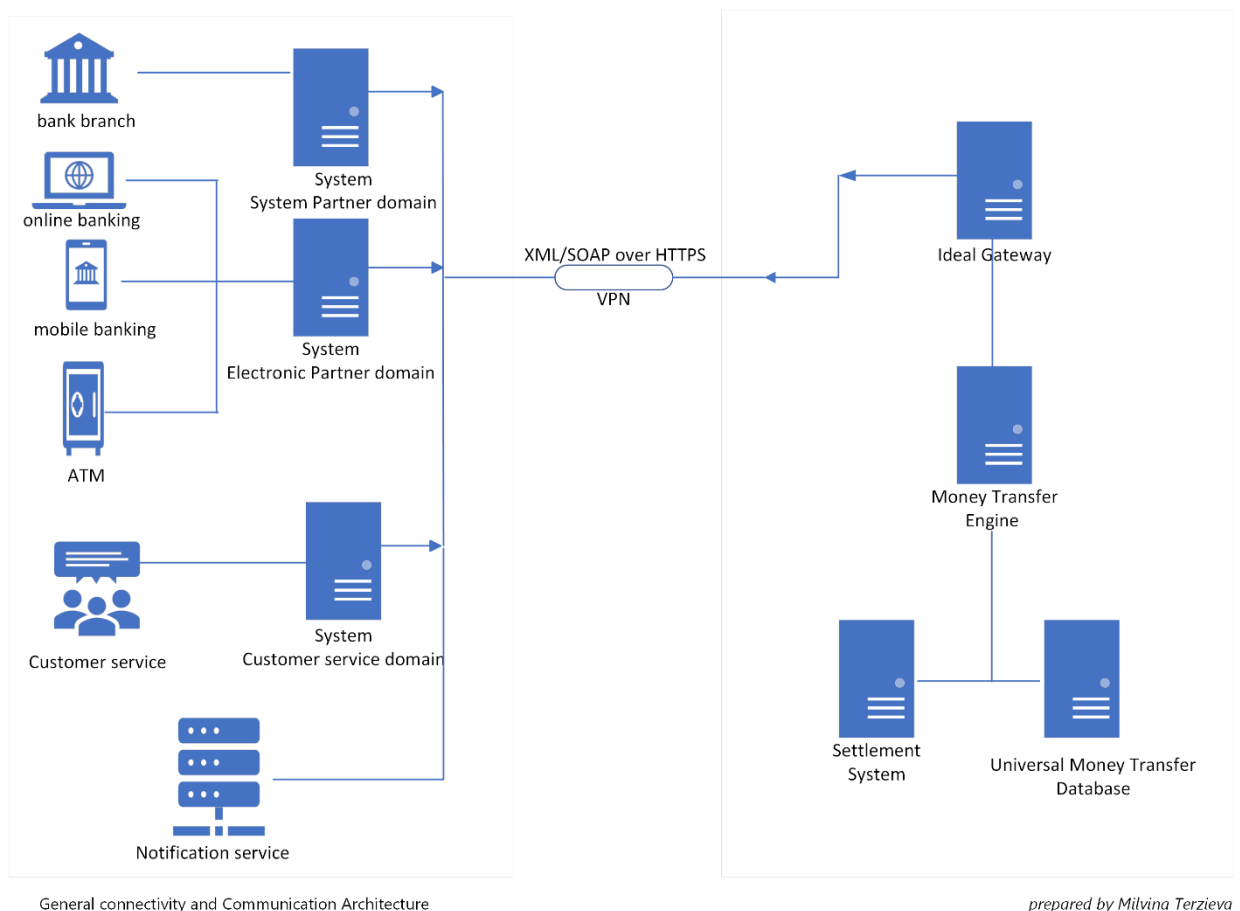 bank branch
System
System Partner domain
online banking
mobile banking
System
Electronic Partner domain
ATM
Customer service
System
Customer service domain
Notification service
XML/SOAP over HTTPS
VPN
Ideal Gateway
Money Transfer
Engine
Settlement
System
Universal Money Transfer
Database
General connectivity and Communication Architecture
prepared by Milvina Terzieva